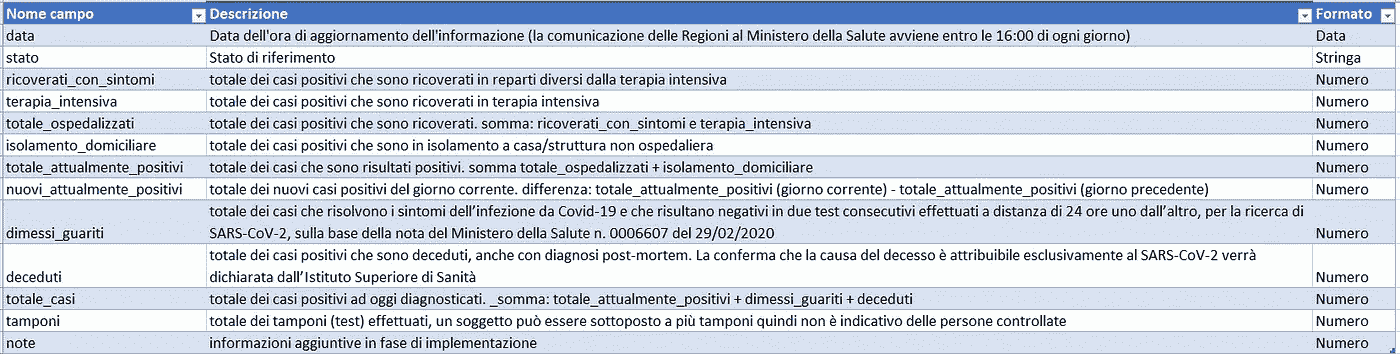 Nome campo Descrizione Formato
data Data dell'ora di aggiornamento dell'informazione (la comunicazione delle Regioni al Ministero della Salute avviene entro le 16:00 di ogni giorno) Data
stato Stato di riferimento Stringa
ricoverati_con_sintomi totale dei casi positivi che sono ricoverati in reparti diversi dalla terapia intensiva Numero
terapia_intensiva totale dei casi positivi che sono ricoverati in terapia intensiva Numero
totale_ospedalizzati totale dei casi positivi che sono ricoverati. somma: ricoverati_con_sintomi e terapia_intensiva Numero
isolamento_domiciliare totale dei casi positivi che sono in isolamento a casa/struttura non ospedaliera Numero
totale_attualmente_positivi totale dei casi che sono risultati positivi. somma totale_ospedalizzati + isolamento_domiciliare Numero
nuovi_attualmente_positivi totale dei nuovi casi positivi del giorno corrente. differenza: totale_attualmente_positivi (giorno corrente) - totale_attualmente_positivi (giorno precedente) Numero
totale dei casi che risolvono i sintomi dell'infezione da Covid-19 e che risultano negativi in due test consecutivi effettuati a distanza di 24 ore uno dall'altro, per la ricerca di
dimessi_guariti SARS-CoV-2, sulla base della nota del Ministero della Salute n. 0006607 del 29/02/2020 Numero
totale dei casi positivi che sono deceduti, anche con diagnosi post-mortem. La conferma che la causa del decesso è attribuibile esclusivamente al SARS-CoV-2 verrà
deceduti dichiarata dall'Istituto Superiore di Sanità Numero
totale_casi totale dei casi positivi ad oggi diagnosticati. _somma: totale_attualmente_positivi + dimessi_guariti + deceduti Numero
tamponi totale dei tamponi (test) effettuati, un soggetto può essere sottoposto a più tamponi quindi non è indicativo delle persone controllate Numero
note informazioni aggiuntive in fase di implementazione Numero